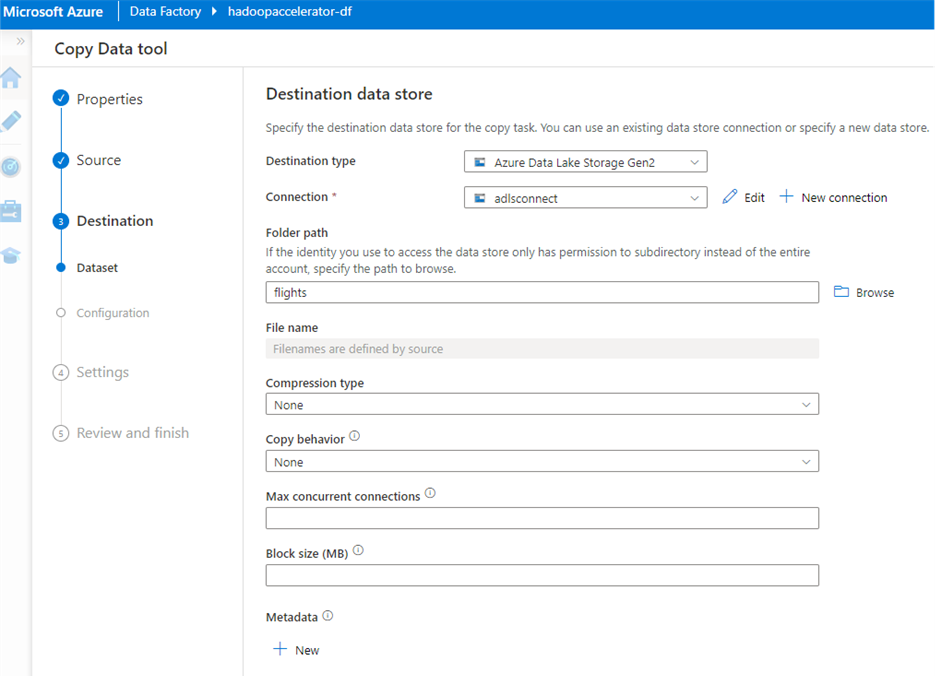 Microsoft Azure Data Factory hadoopaccelerator-df
Copy Data tool
Properties
Source
3 Destination
Dataset
Configuration
4 Settings
5 Review and finish
Destination data store
Specify the destination data store for the copy task. You can use an existing data store connection or specify a new data store.
Destination type Azure Data Lake Storage Gen2
Connection * adlsconnect Edit New connection
Folder path
If the identity you use to access the data store only has permission to subdirectory instead of the entire
account, specify the path to browse.
flights Browse
File name
Filenames are defined by source
Compression type
None
Copy behavior
None
Max concurrent connections
Block size (MB)
Metadata
New